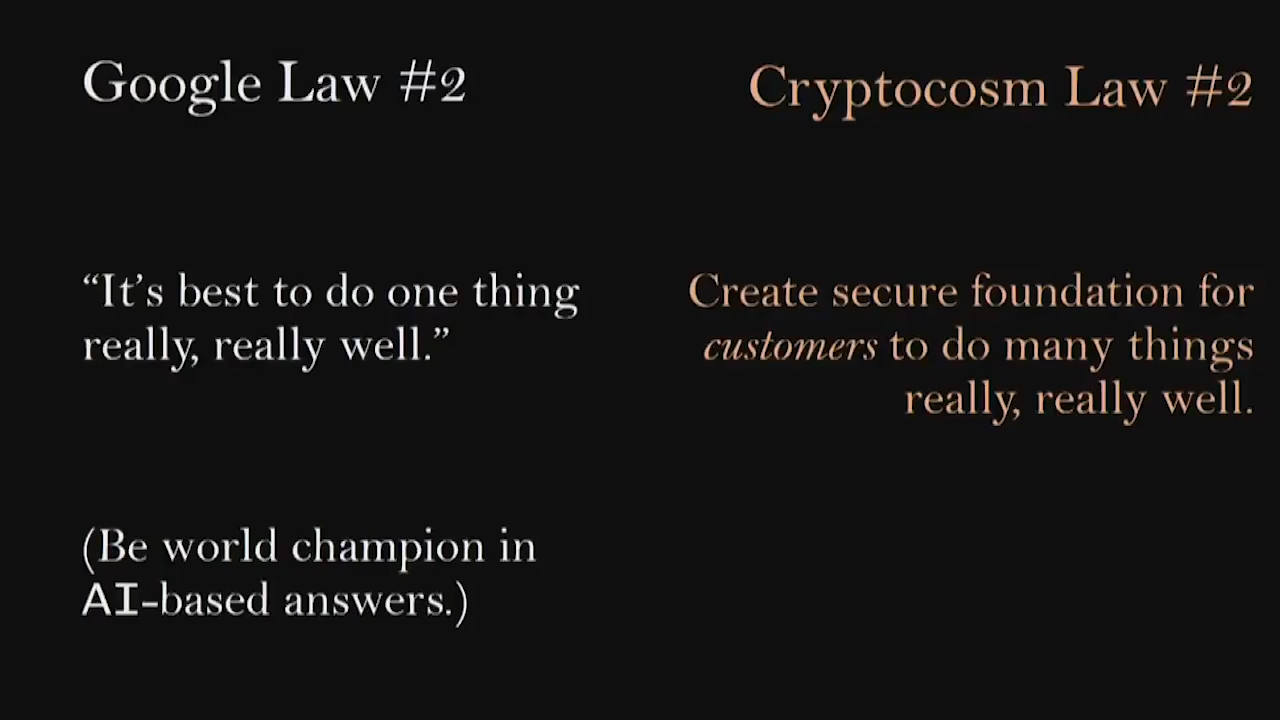 Google Law #2
“It’s best to do one thing
really, really well.”
(Be world champion in
AI-based answers.)
Cryptocosm Law #2
Create secure foundation for
customers to do many things
really, really well.